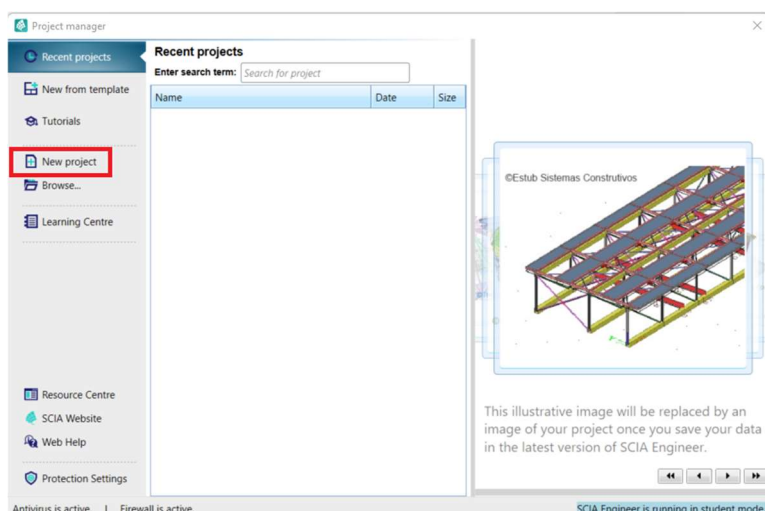 Project manager
Recent projects
New from template
Tutorials
New project
Browse...
Learning Centre
Resource Centre
SCIA Website
Web Help
Protection Settings
Recent projects
Enter search term: Search for project
Name Date Size
©Estub Sistemas Construtivos
This illustrative image will be replaced by an
image of your project once you save your data
in the latest version of SCIA Engineer.
Antivirus is active | Firewall is active
SCIA Engineer is running in student mode